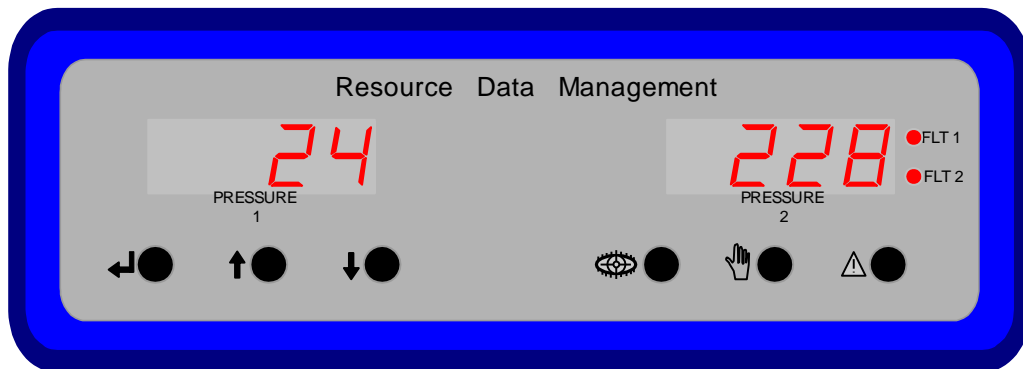 Resource Data Management
24
228
FLT 1
FLT 2
PRESSURE
1
PRESSURE
2